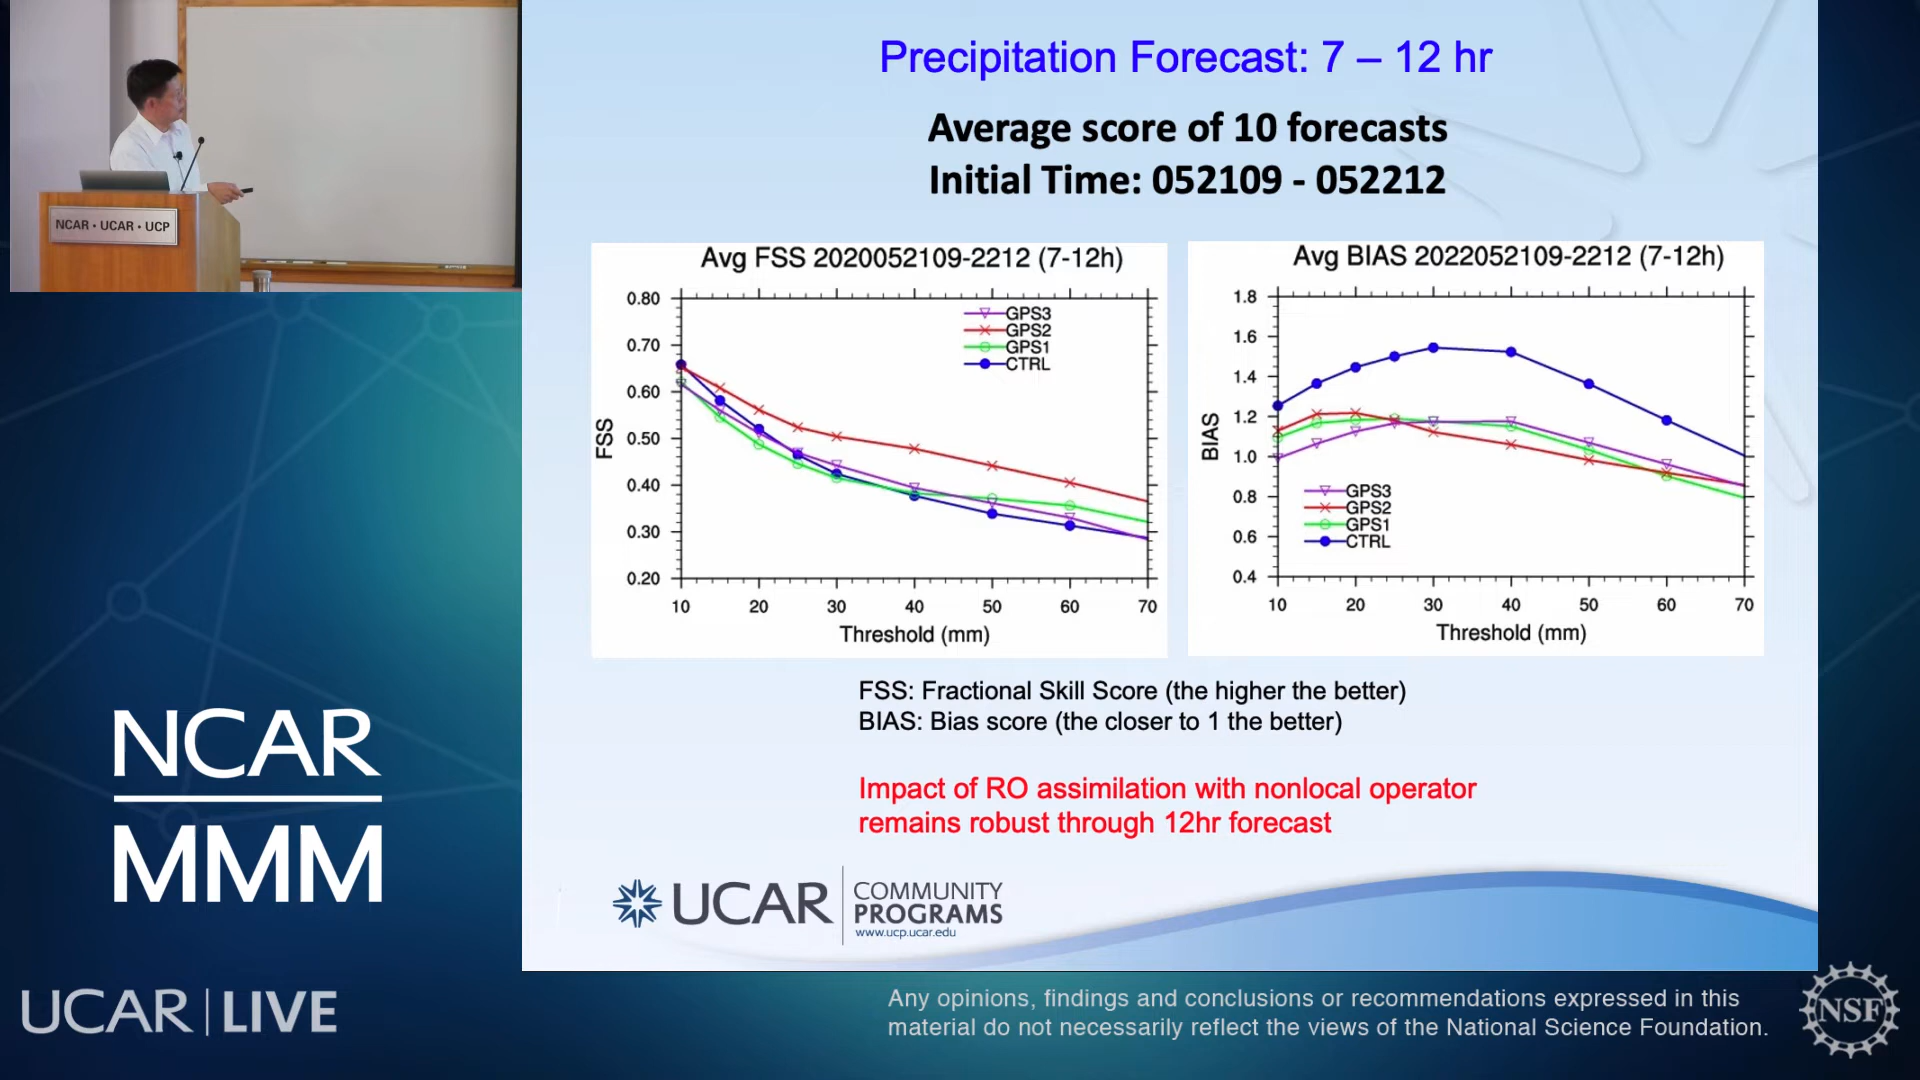 NCAR • UCAR • UCP
Precipitation Forecast: 7 – 12 hr
Average score of 10 forecasts
Initial Time: 052109 - 052212
Avg FSS 2020052109-2212 (7-12h)
0.80
0.70
0.60
0.50
0.40
0.30
0.20
FSS
GPS3
GPS2
GPS1
CTRL
10 20 30 40 50 60 70
Threshold (mm)
Avg BIAS 2022052109-2212 (7-12h)
1.8
1.6
1.4
1.2
1.0
0.8
0.6
0.4
BIAS
GPS3
GPS2
GPS1
CTRL
10 20 30 40 50 60 70
Threshold (mm)
FSS: Fractional Skill Score (the higher the better)
BIAS: Bias score (the closer to 1 the better)
Impact of RO assimilation with nonlocal operator
remains robust through 12hr forecast
UCAR
COMMUNITY
PROGRAMS
www.ucp.ucar.edu
NCAR
MMM
UCAR | LIVE
Any opinions, findings and conclusions or recommendations expressed in this
material do not necessarily reflect the views of the National Science Foundation.
NSF